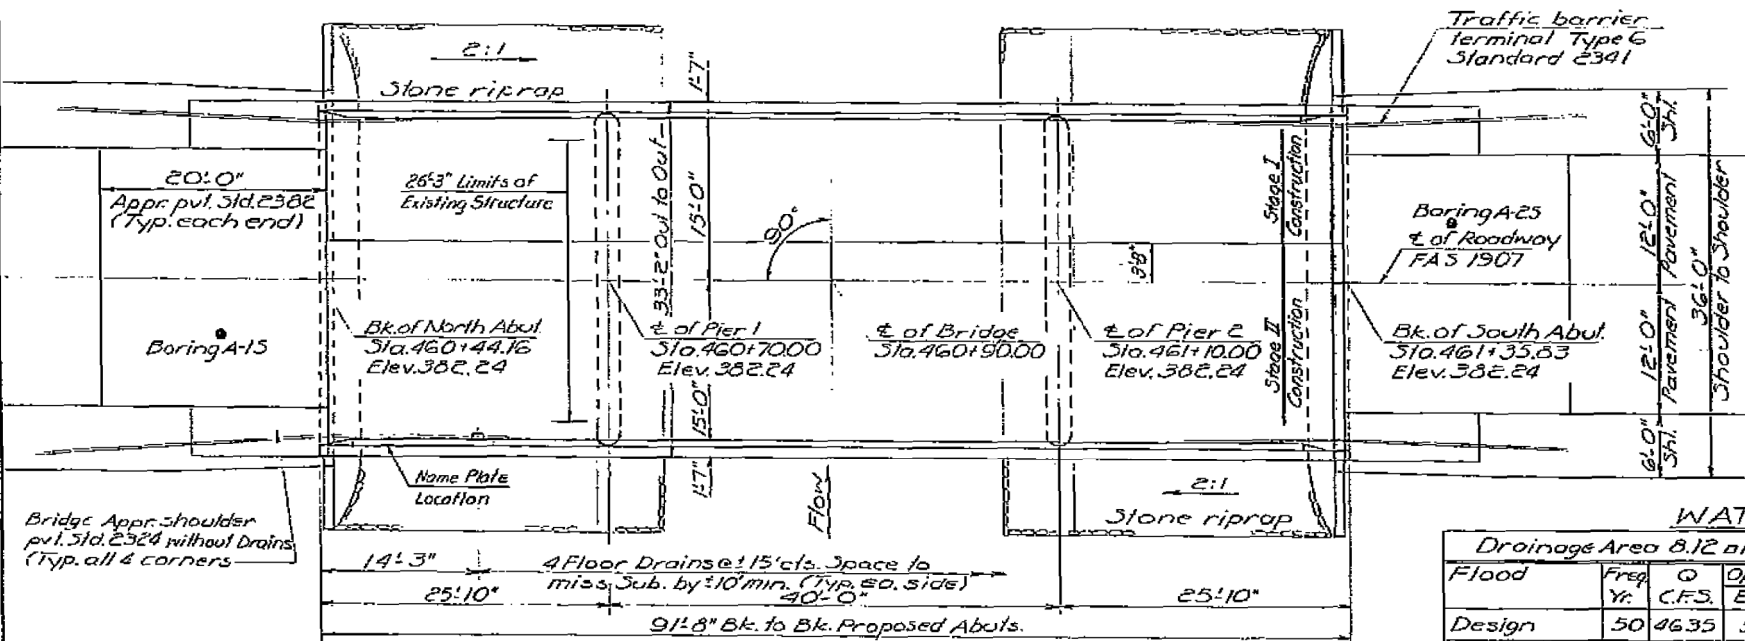 Traffic barrier
terminal Type 6
Standard 2341
2:1
Stone riprap
1'-7"
6'-0"
Shl.
20'-0"
Appr. pvt. Std. 2382
(Typ. each end)
26'-3" Limits of
Existing Structure
33'-2" Out to Out
15'-0"
90°
Stage I
Construction
Boring A-2S
℄ of Roadway
FAS 1907
12'-0"
Pavement
36'-0"
Shoulder to Shoulder
Boring A-1S
Bk. of North Abut.
Sta. 460+44.16
Elev. 382.24
℄ of Pier 1
Sta. 460+70.00
Elev. 382.24
℄ of Bridge
Sta. 460+90.00
℄ of Pier 2
Sta. 461+10.00
Elev. 382.24
Stage II
Construction
Bk. of South Abut.
Sta. 461+35.83
Elev. 382.24
12'-0"
Pavement
15'-0"
1'-7"
6'-0"
Shl.
Name Plate
Location
Flow
2:1
Stone riprap
Bridge Appr. shoulder
pvt. Std. 2324 without Drains
(Typ. all 4 corners
14'-3"
4 Floor Drains @ ±15' cts. Space to
miss Sub. by ±10' min. (Typ. ea. side)
25'-10"
40'-0"
25'-10"
91'-8" Bk. to Bk. Proposed Abuts.
WAT
Drainage Area 8.12
Flood
Freq.
Yr.
Q
C.F.S.
Design
50
4635